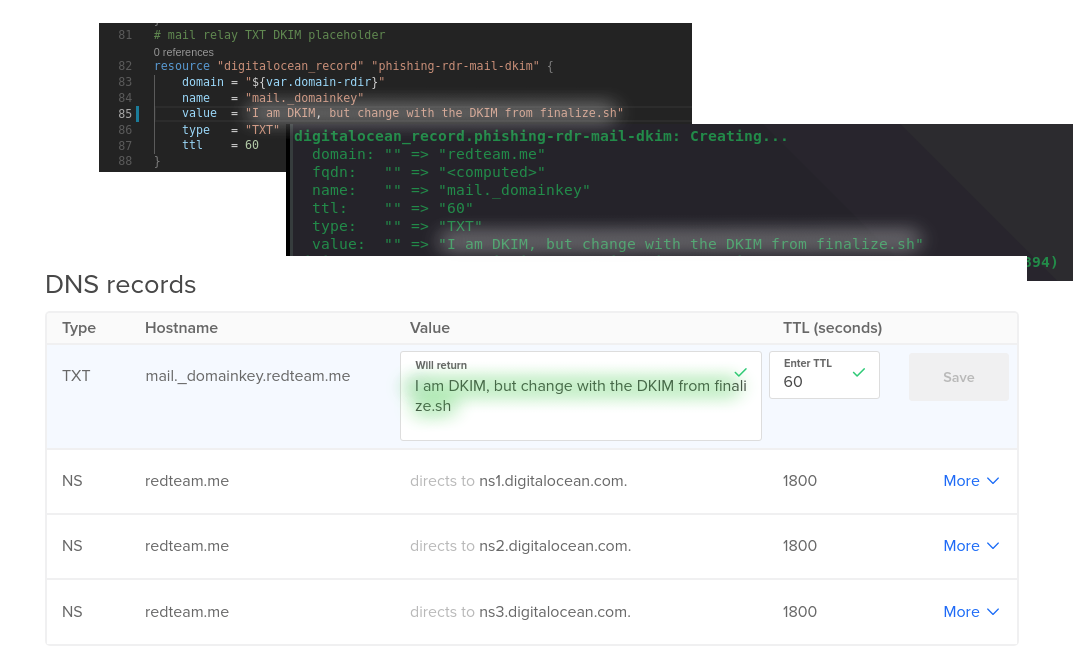 81 # mail relay TXT DKIM placeholder
0 references
82 resource "digitalocean_record" "phishing-rdr-mail-dkim" {
83 domain = "${var.domain-rdir}"
84 name = "mail._domainkey"
85 value = "I am DKIM, but change with the DKIM from finalize.sh"
86 type = "TXT"
87 ttl = 60
88 }
digitalocean_record.phishing-rdr-mail-dkim: Creating...
domain: "" => "redteam.me"
fqdn: "" => "<computed>"
name: "" => "mail._domainkey"
ttl: "" => "60"
type: "" => "TXT"
value: "" => "I am DKIM, but change with the DKIM from finalize.sh"
394)
DNS records
Type Hostname Value TTL (seconds)
Will return Enter TTL
TXT mail._domainkey.redteam.me I am DKIM, but change with the DKIM from finali 60 Save
ze.sh
NS redteam.me directs to ns1.digitalocean.com. 1800 More
NS redteam.me directs to ns2.digitalocean.com. 1800 More
NS redteam.me directs to ns3.digitalocean.com. 1800 More